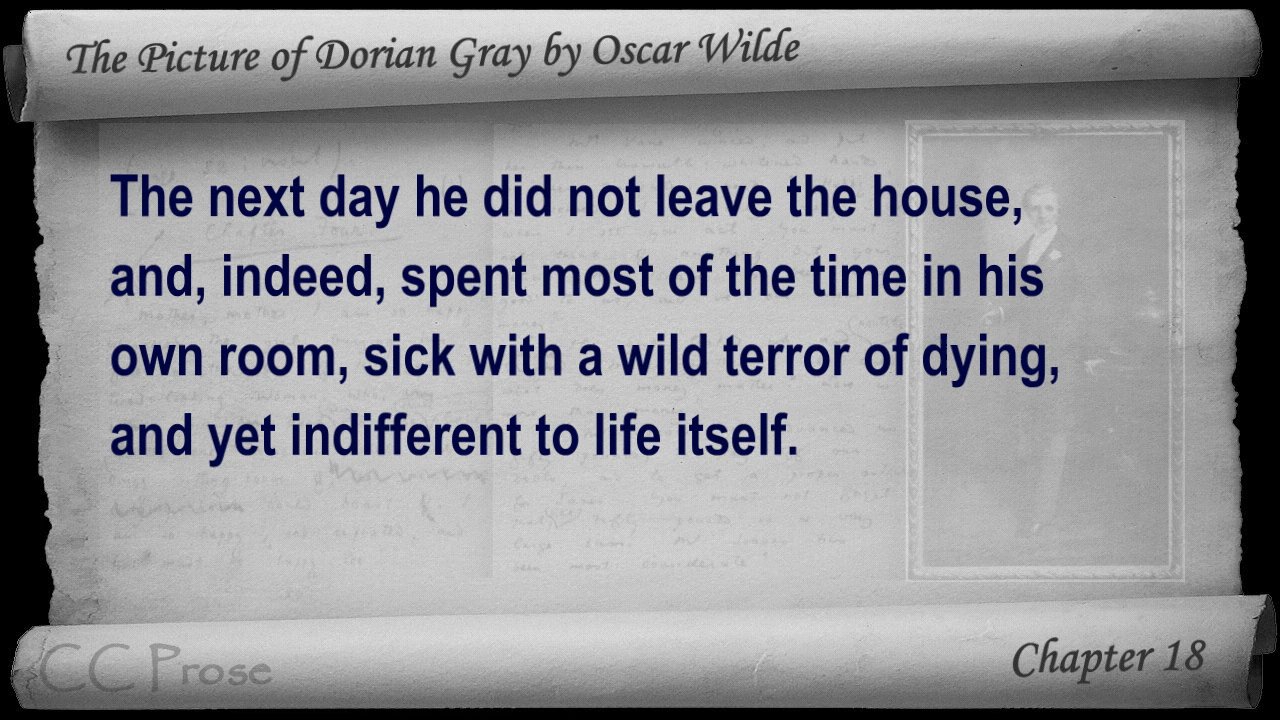 The Picture of Dorian Gray by Oscar Wilde
The next day he did not leave the house,
and, indeed, spent most of the time in his
own room, sick with a wild terror of dying,
and yet indifferent to life itself.
CC Prose
Chapter 18